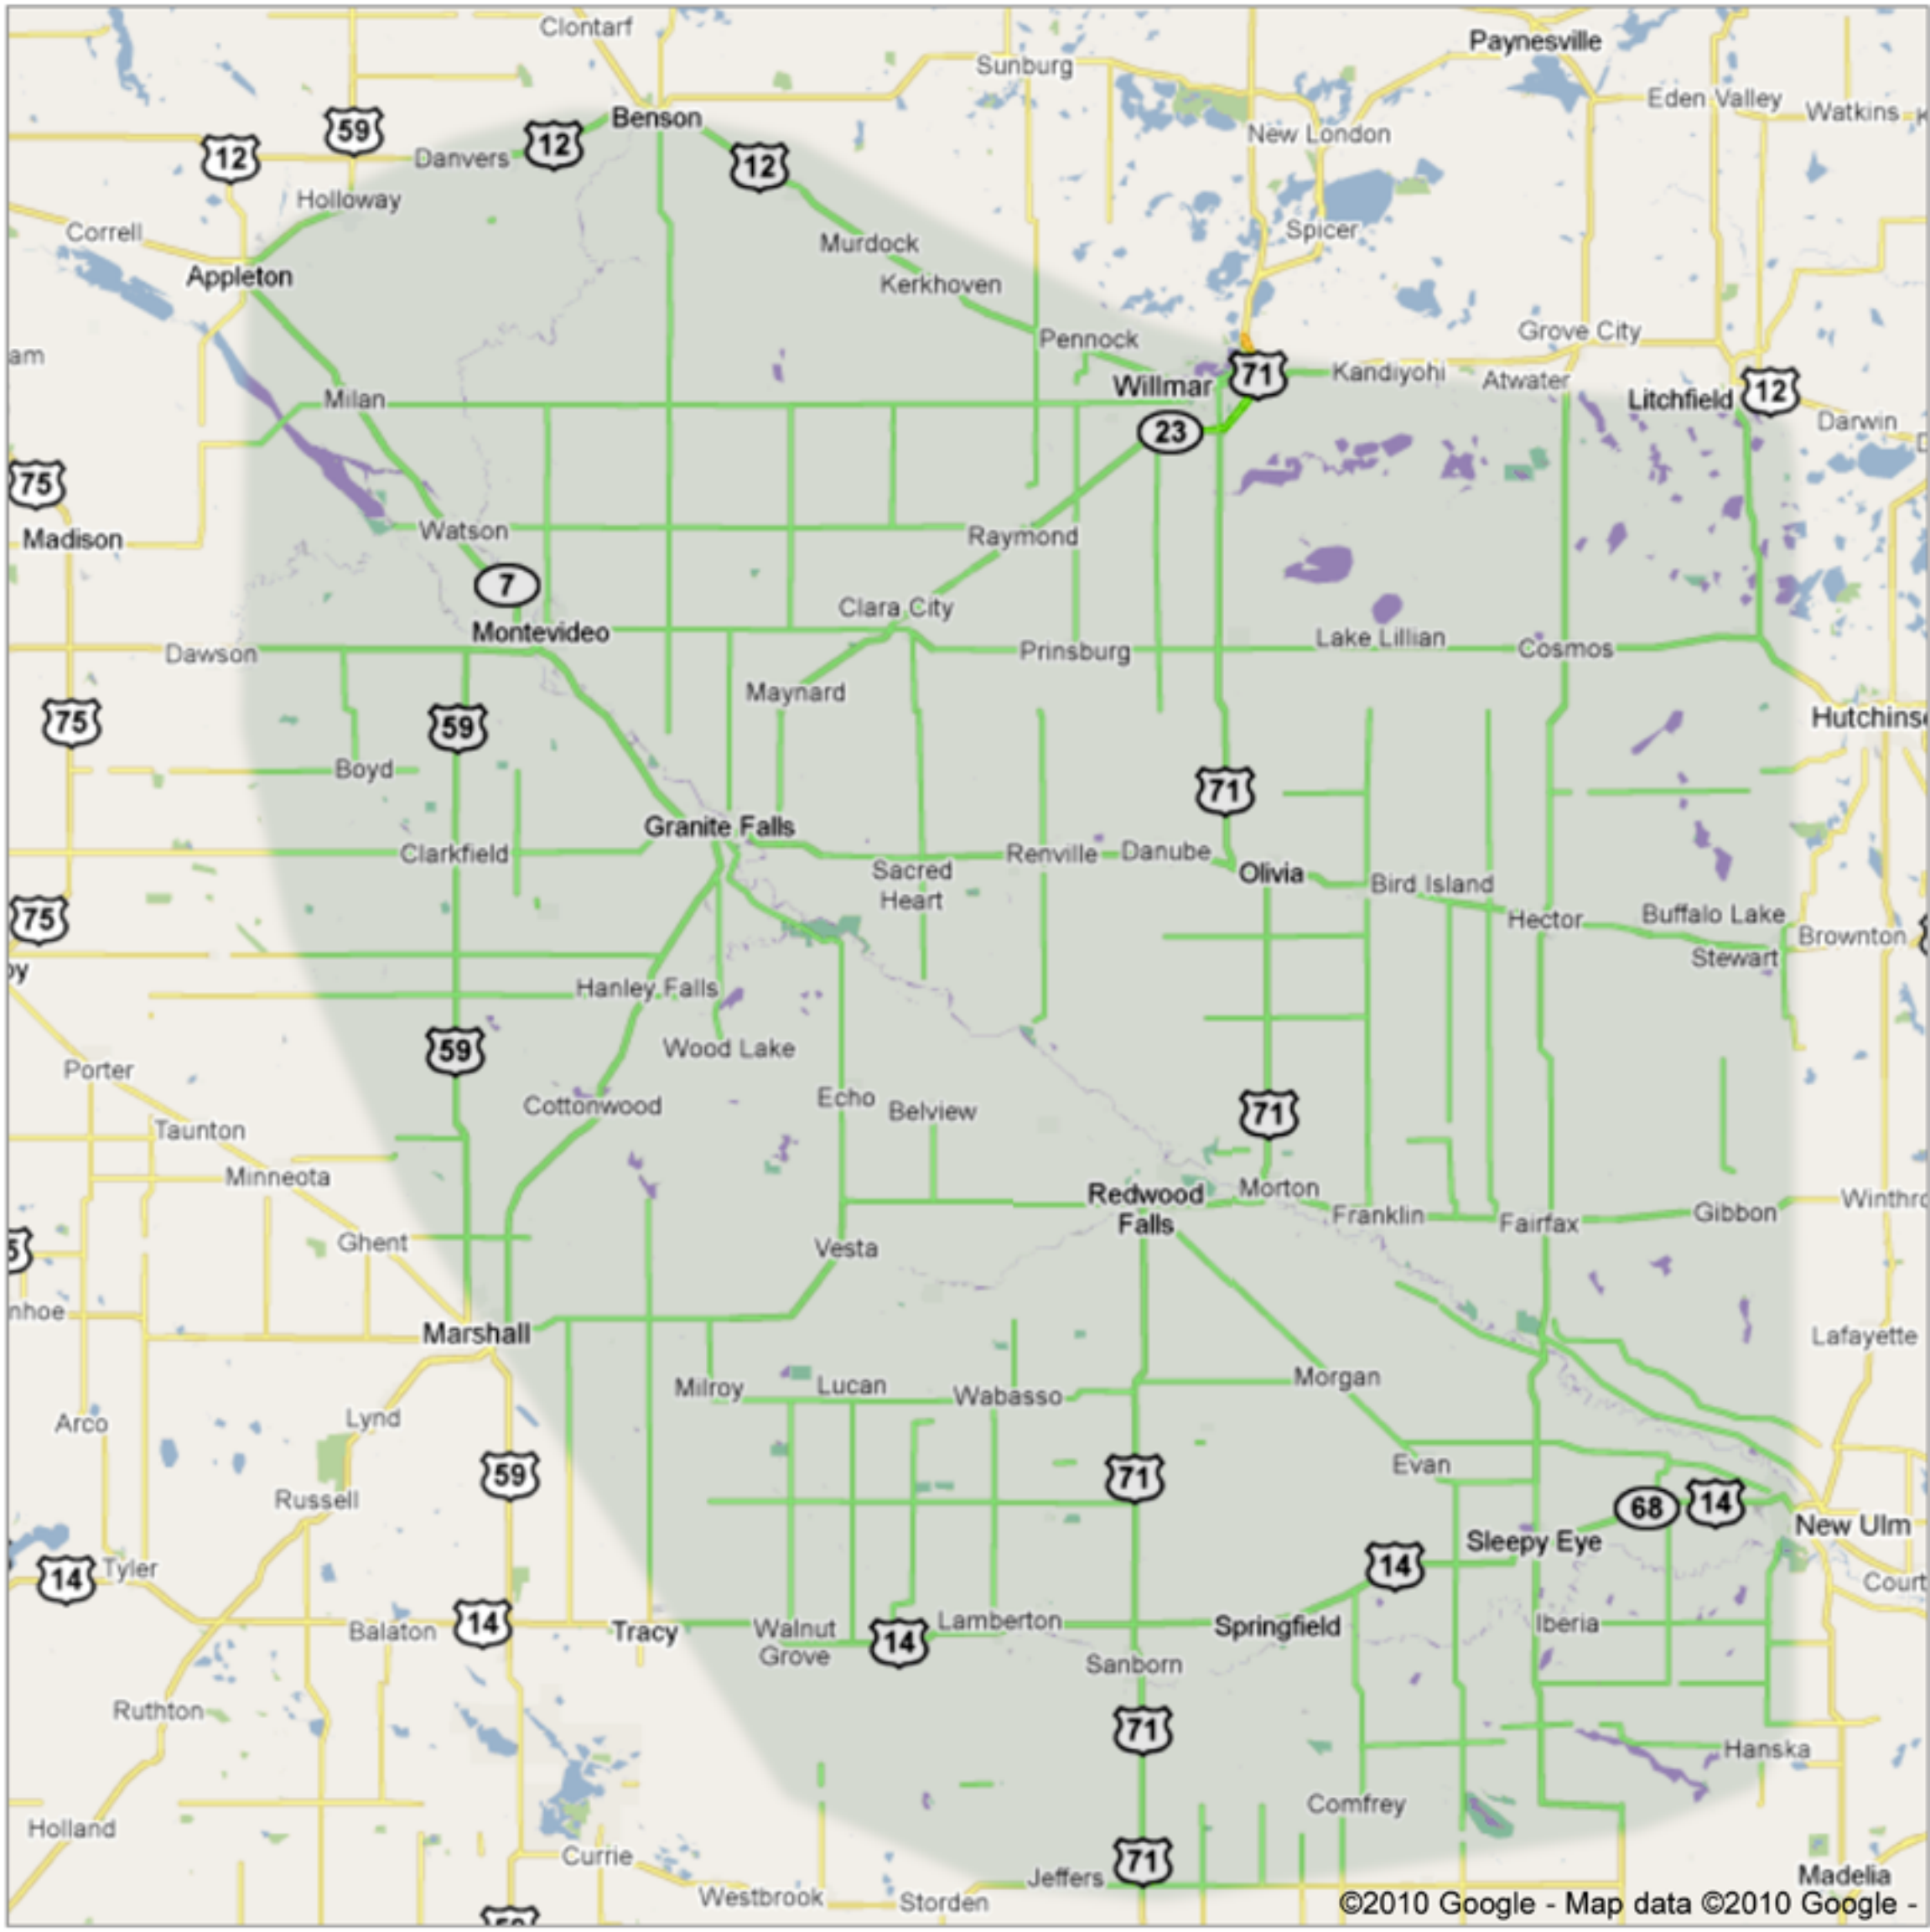 Clontarf
Paynesville
Sunburg
Eden Valley
Watkins
59
Benson
12
12
12
Danvers
New London
Holloway
Correll
Spicer
Murdock
Appleton
Kerkhoven
Grove City
Pennock
am
71
Kandiyohi
Atwater
Willmar
12
Milan
Litchfield
Darwin
23
75
Watson
Raymond
Madison
7
Clara City
Montevideo
Lake Lillian
Dawson
Prinsburg
Cosmos
Maynard
75
59
Hutchins
Boyd
71
Granite Falls
Clarkfield
Renville
Danube
Sacred
Heart
Olivia
Bird Island
75
Hector
Buffalo Lake
Brownton
Stewart
oy
Hanley Falls
59
Wood Lake
Porter
Cottonwood
Echo
Belview
71
Taunton
Minneota
Redwood
Falls
Morton
Winthro
Franklin
Gibbon
Fairfax
Ghent
Vesta
5
nhoe
Marshall
Lafayette
Milroy
Lucan
Wabasso
Morgan
Arco
Lynd
59
71
Evan
Russell
68
14
New Ulm
Sleepy Eye
14
Tyler
14
Court
14
Balaton
Tracy
Walnut
Grove
14
Lamberton
Springfield
Iberia
Sanborn
Ruthton
71
Hanska
Comfrey
Holland
Currie
71
Jeffers
Madelia
Westbrook
Storden
©2010 Google - Map data ©2010 Google -